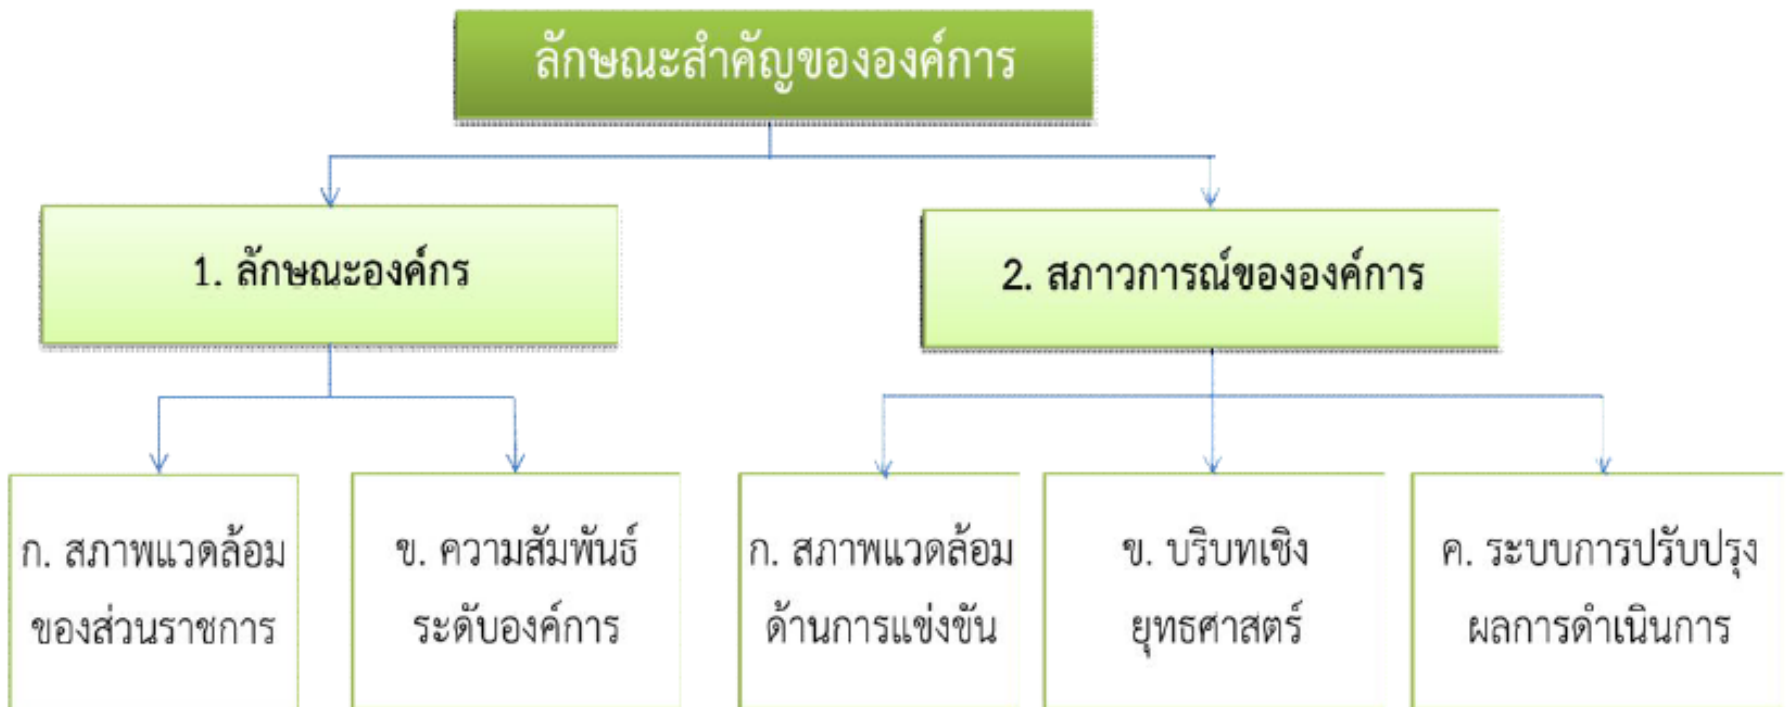 ลักษณะสำคัญขององค์การ
1. ลักษณะองค์กร
2. สภาวการณ์ขององค์การ
ก. สภาพแวดล้อม
ของส่วนราชการ
ข. ความสัมพันธ์
ระดับองค์การ
ก. สภาพแวดล้อม
ด้านการแข่งขัน
ข. บริบทเชิง
ยุทธศาสตร์
ค. ระบบการปรับปรุง
ผลการดำเนินการ